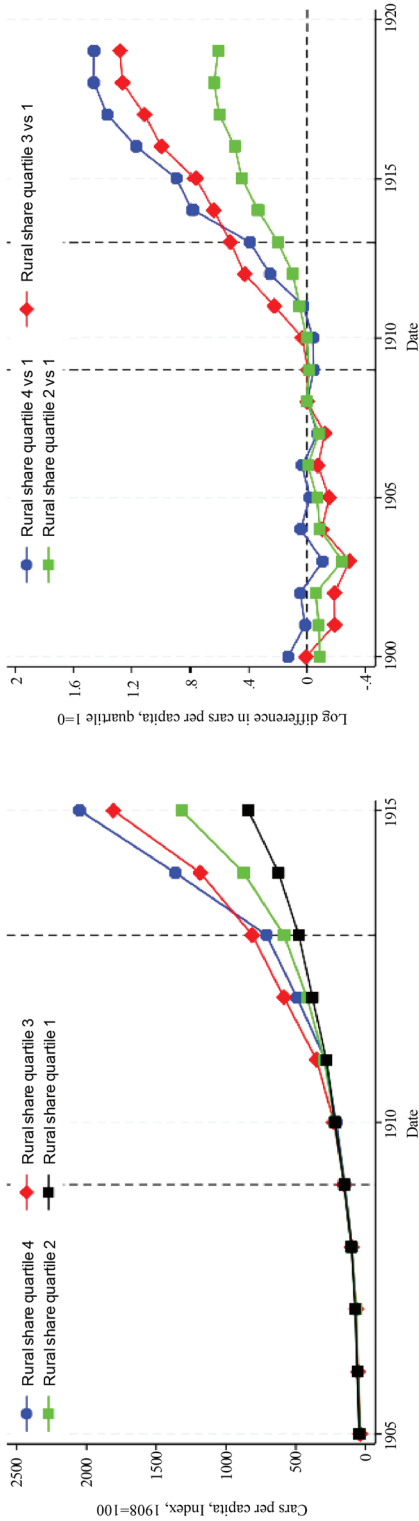 Rural share quartile 4
Rural share quartile 3
Rural share quartile 2
Rural share quartile 1
Cars per capita, Index, 1908=100
2500
2000
1500
1000
500
0
1905
1910
1915
Date
Rural share quartile 4 vs 1
Rural share quartile 3 vs 1
Rural share quartile 2 vs 1
Log difference in cars per capita, quartile 1=0
2
1.6
1.2
.8
.4
0
-.4
1900
1905
1910
1915
1920
Date